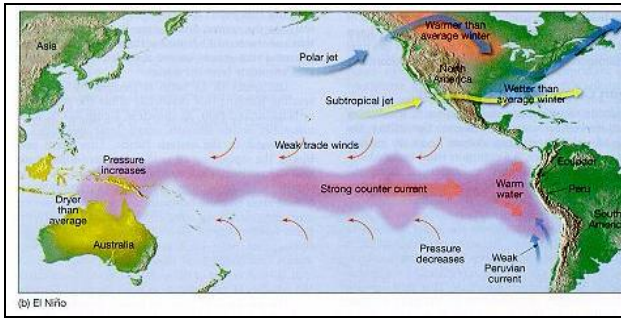 Asia
Polar jet
Warmer than
average winter
North
America
Subtropical jet
Wetter than
average winter
Weak trade winds
Pressure
increases
Ecuador
Strong counter current
Warm
water
Peru
Dryer
than
average
South
America
Australia
Pressure
decreases
Weak
Peruvian
current
(b) El Niño